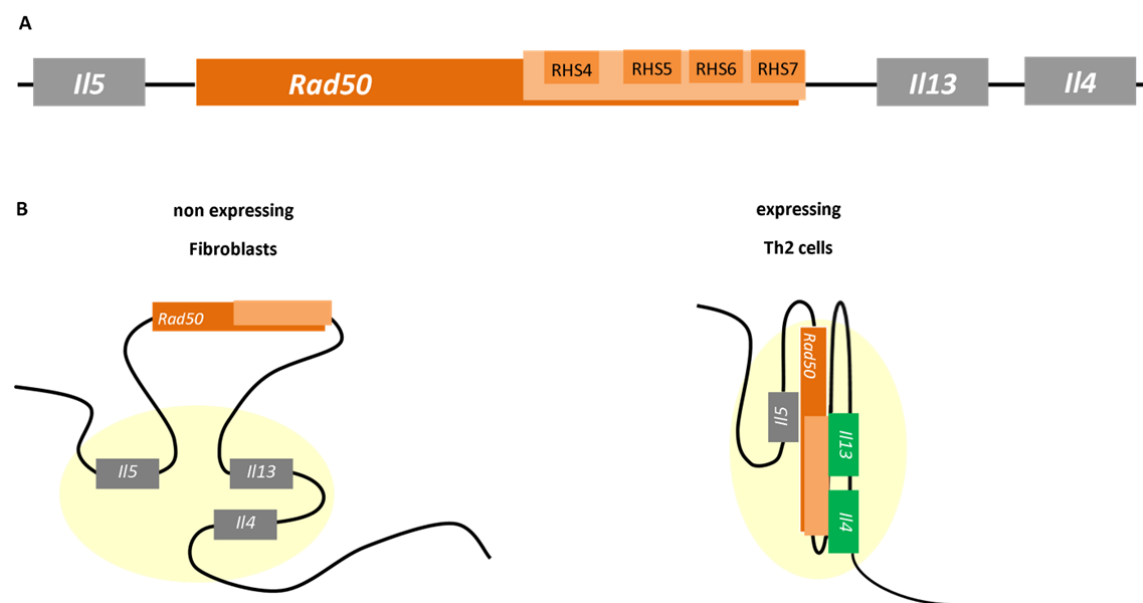 A
Il5
Rad50
RHS4
RHS5
RHS6
RHS7
Il13
Il4
B
non expressing
Fibroblasts
Rad50
Il5
Il13
Il4
expressing
Th2 cells
Rad50
Il5
Il13
Il4